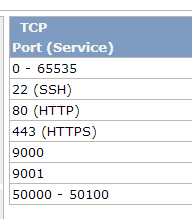 TCP
Port (Service)
0 - 65535
22 (SSH)
80 (HTTP)
443 (HTTPS)
9000
9001
50000 - 50100